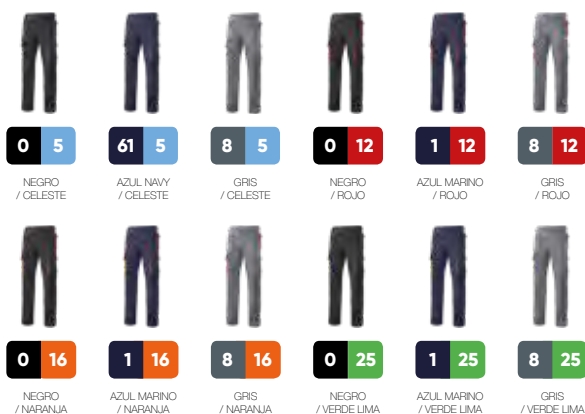 0 5 61 5 8 5 0 12 1 12 8 12
NEGRO AZUL NAVY GRIS NEGRO AZUL MARINO GRIS
/ CELESTE / CELESTE / CELESTE / ROJO / ROJO / ROJO
0 16 1 16 8 16 0 25 1 25 8 25
NEGRO AZUL MARINO GRIS NEGRO AZUL MARINO GRIS
/ NARANJA / NARANJA / NARANJA / VERDE LIMA / VERDE LIMA / VERDE LIMA